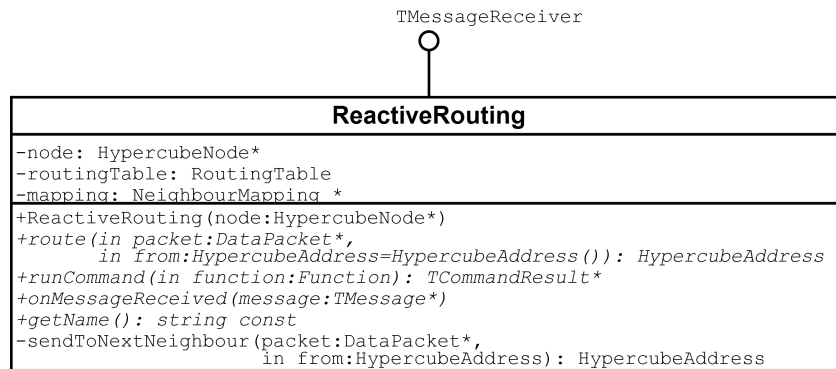 TMessageReceiver
ReactiveRouting
-node: HypercubeNode*
-routingTable: RoutingTable
-mapping: NeighbourMapping *
+ReactiveRouting(node:HypercubeNode*)
+route(in packet:DataPacket*,
in from:HypercubeAddress=HypercubeAddress()): HypercubeAddress
+runCommand(in function:Function): TCommandResult*
+onMessageReceived(message:TMessage*)
+getName(): string const
-sendToNextNeighbour(packet:DataPacket*,
in from:HypercubeAddress): HypercubeAddress